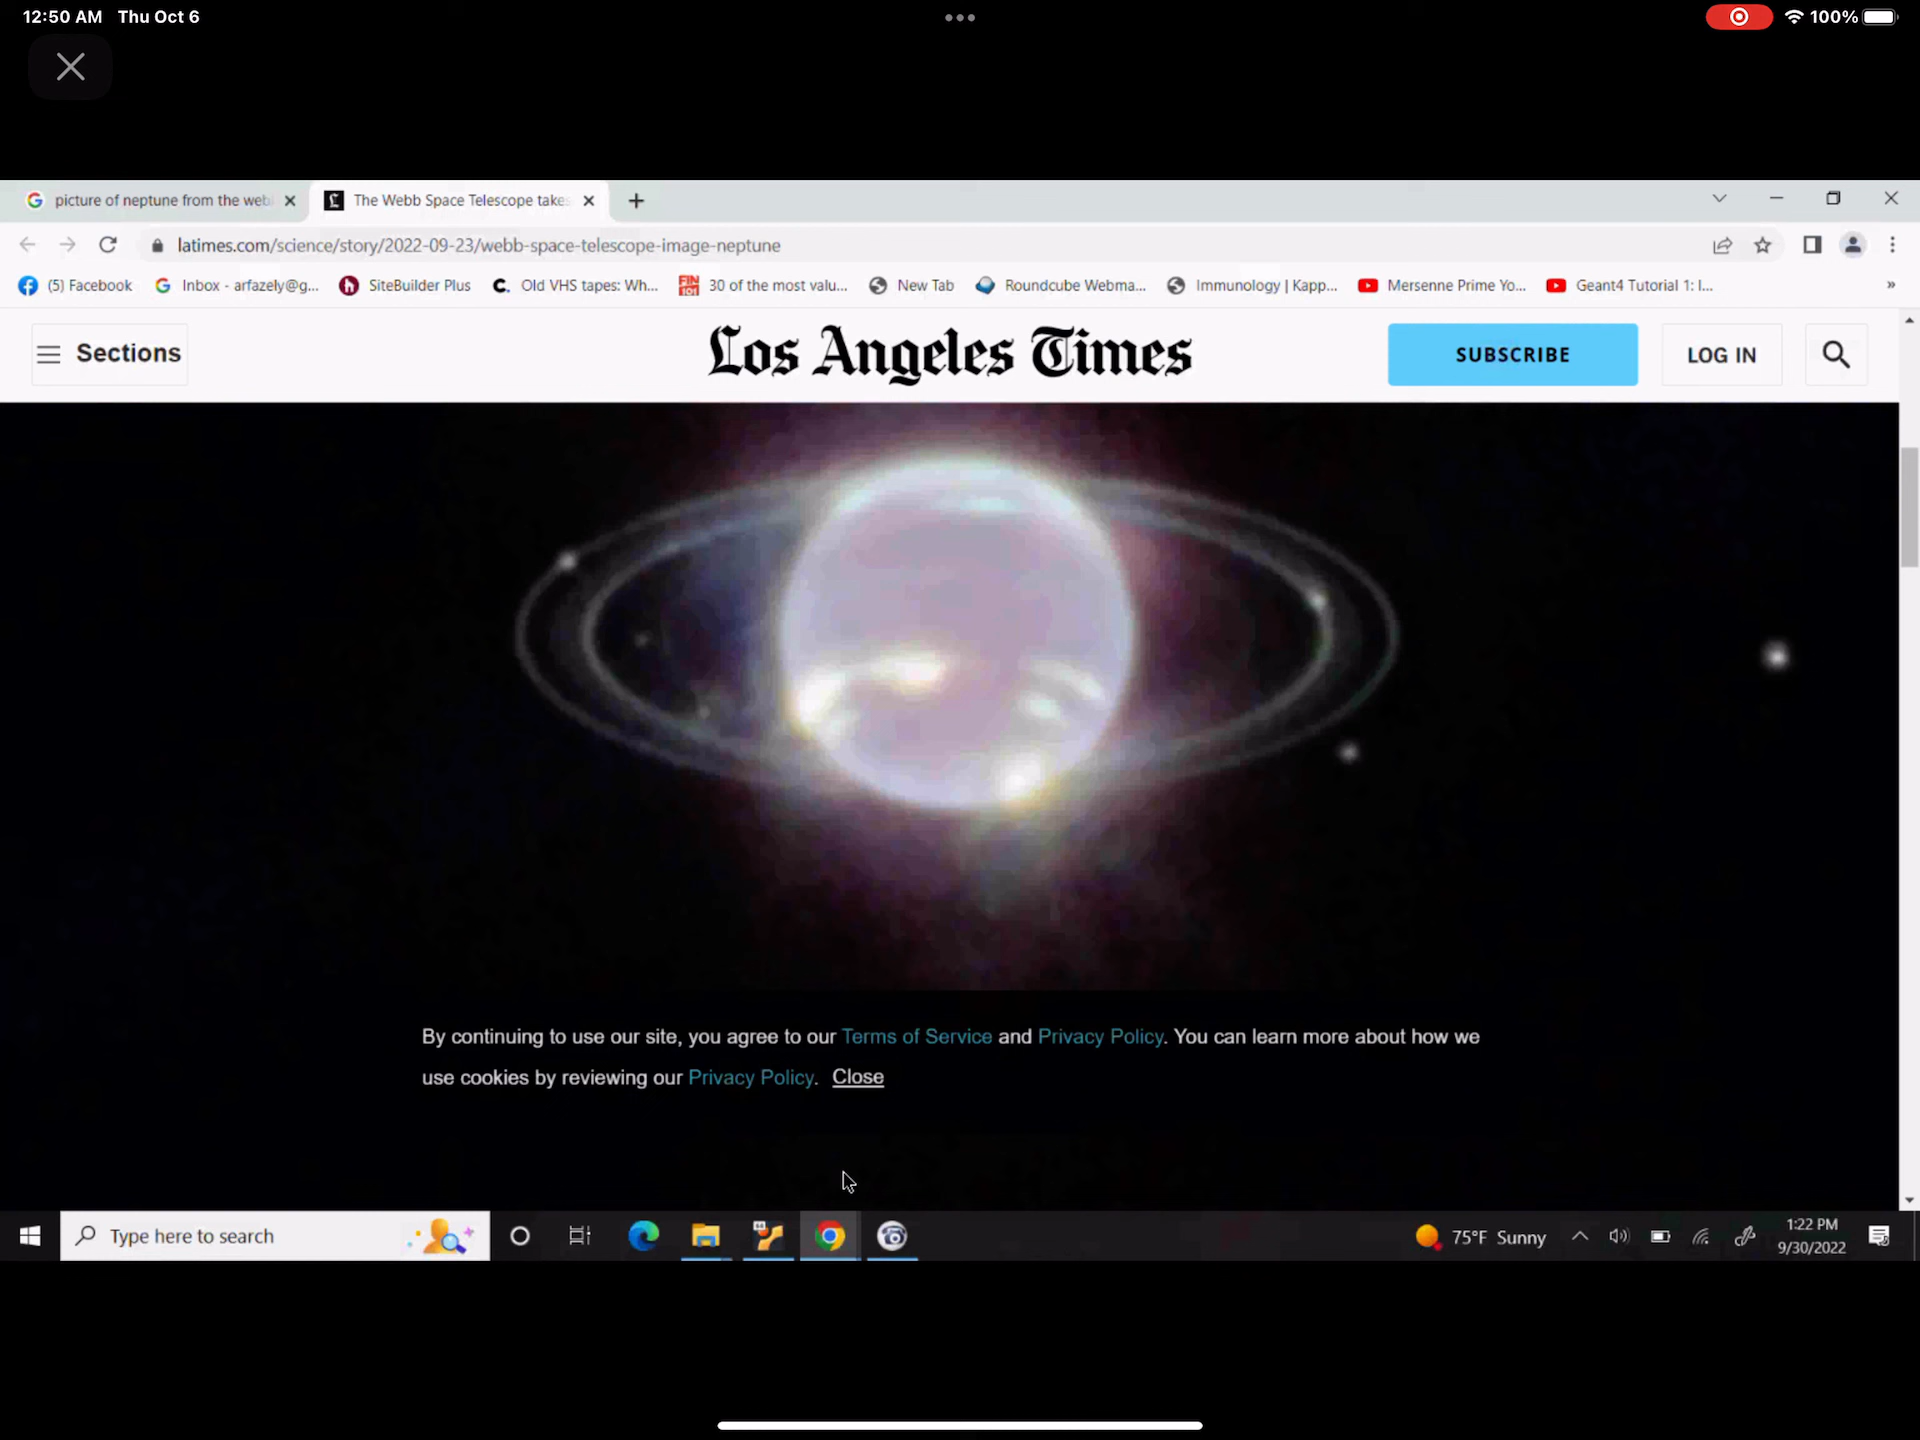 12:50 AM Thu Oct 6
100%
picture of neptune from the web
The Webb Space Telescope takes
latimes.com/science/story/2022-09-23/webb-space-telescope-image-neptune
(5) Facebook
Inbox - arfazely@g...
SiteBuilder Plus
Old VHS tapes: Wh...
FIN 101
30 of the most valu...
New Tab
Roundcube Webma...
Immunology | Kapp...
Mersenne Prime Yo...
Geant4 Tutorial 1: I...
»
Sections
Los Angeles Times
SUBSCRIBE
LOG IN
By continuing to use our site, you agree to our Terms of Service and Privacy Policy. You can learn more about how we
use cookies by reviewing our Privacy Policy. Close
Type here to search
75°F Sunny
1:22 PM
9/30/2022